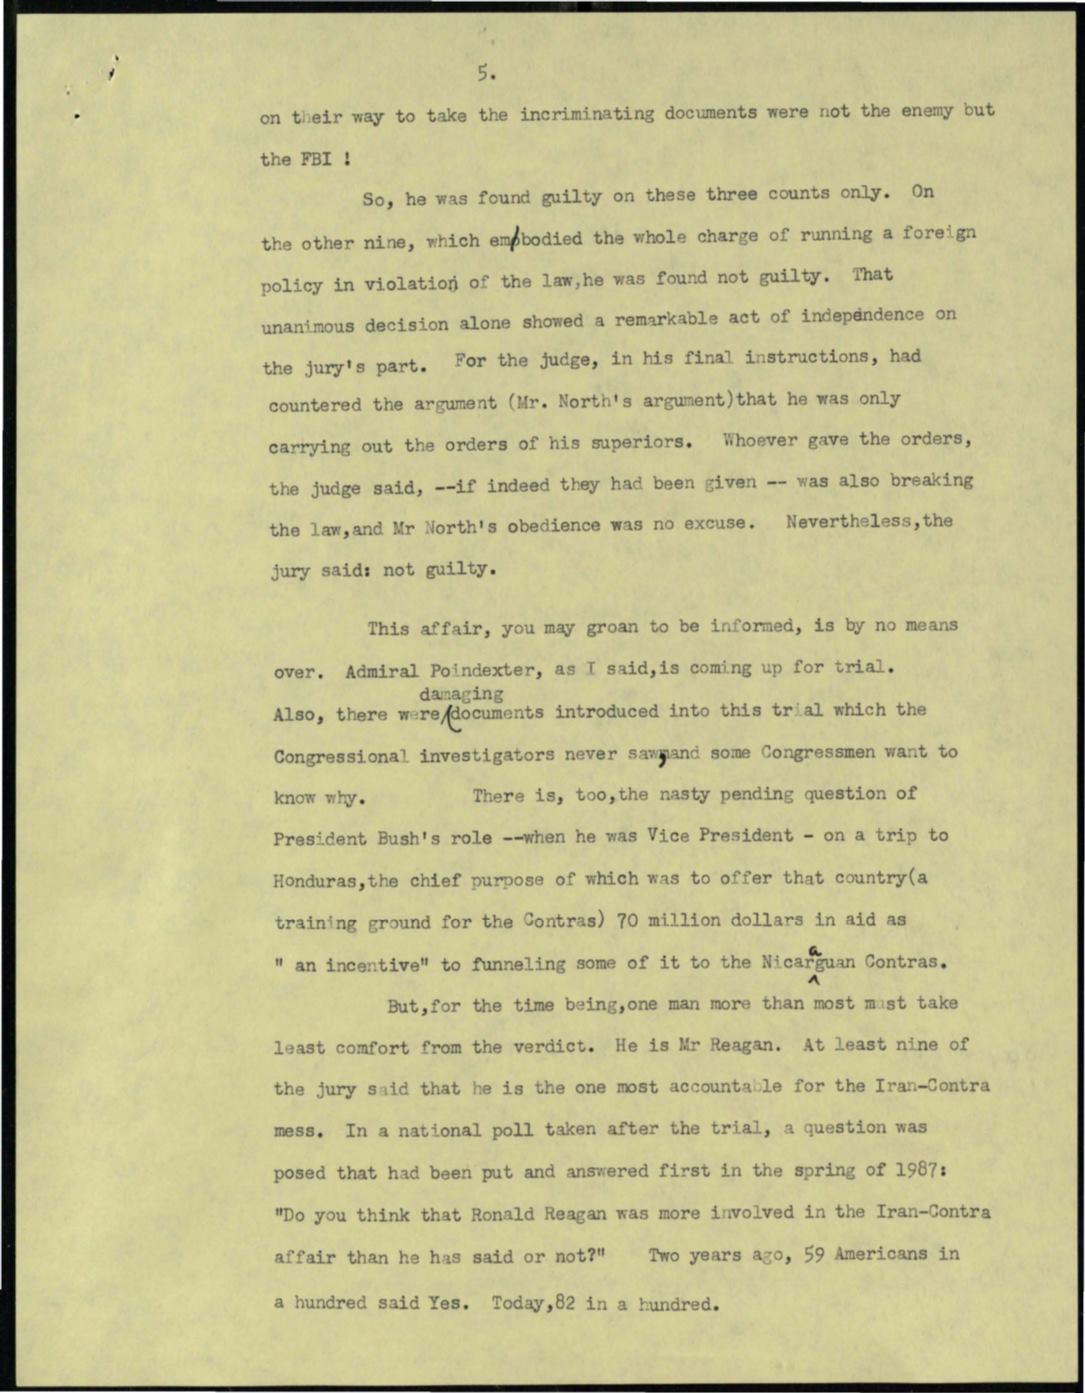 5.
on their way to take the incriminating documents were not the enemy but
the FBI !
So, he was found guilty on these three counts only. On
the other nine, which embodied the whole charge of running a foreign
policy in violation of the law,he was found not guilty. That
unanimous decision alone showed a remarkable act of independence on
the jury's part. For the judge, in his final instructions, had
countered the argument (Mr. North's argument)that he was only
carrying out the orders of his superiors. Whoever gave the orders,
the judge said, --if indeed they had been given -- was also breaking
the law,and Mr North's obedience was no excuse. Nevertheless,the
jury said: not guilty.
This affair, you may groan to be informed, is by no means
over. Admiral Poindexter, as I said,is coming up for trial.
damaging
Also, there were documents introduced into this trial which the
Congressional investigators never saw,and some Congressmen want to
know why. There is, too,the nasty pending question of
President Bush's role --when he was Vice President - on a trip to
Honduras,the chief purpose of which was to offer that country(a
training ground for the Contras) 70 million dollars in aid as
" an incentive" to funneling some of it to the Nicaraguan Contras.
But,for the time being,one man more than most must take
least comfort from the verdict. He is Mr Reagan. At least nine of
the jury said that he is the one most accountable for the Iran-Contra
mess. In a national poll taken after the trial, a question was
posed that had been put and answered first in the spring of 1987:
"Do you think that Ronald Reagan was more involved in the Iran-Contra
affair than he has said or not?" Two years ago, 59 Americans in
a hundred said Yes. Today,82 in a hundred.